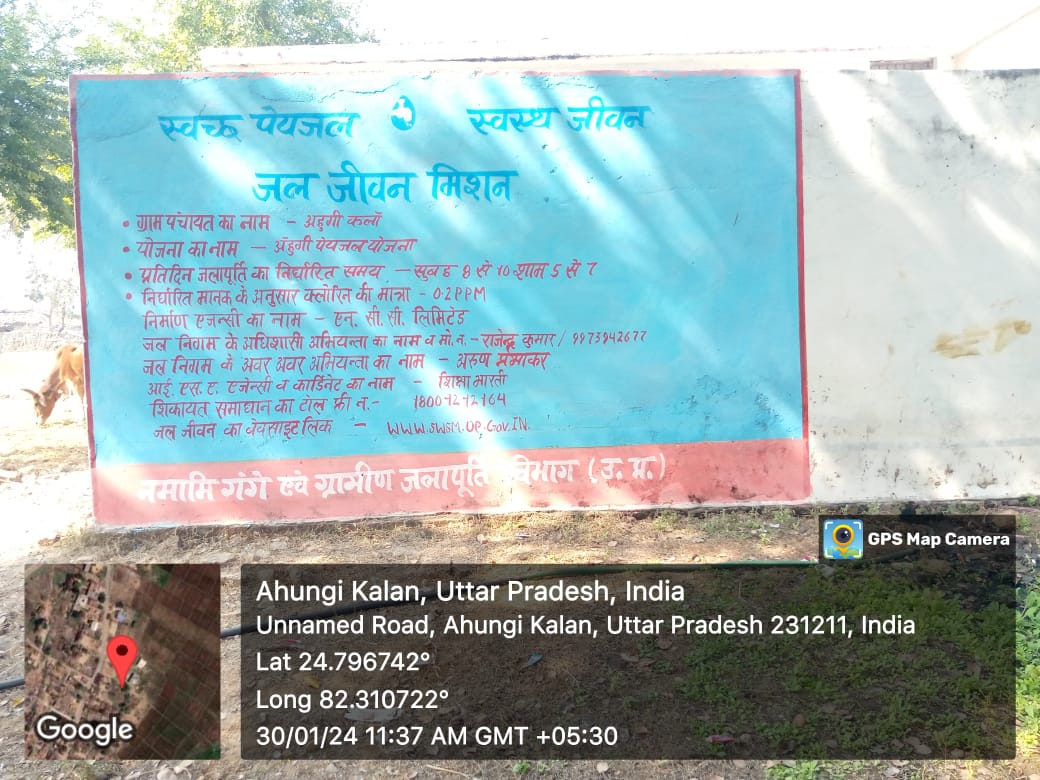 स्वच्छ पेयजल स्वस्थ जीवन
जल जीवन मिशन
• ग्राम पंचायत का नाम - अहुगी कलाँ
• योजना का नाम - अहुगी पेयजल योजना
• प्रतिदिन जलापूर्ति का निर्धारित समय - सुबह 8 से 10 शाम 5 से 7
• निर्धारित मानक के अनुसार क्लोरिन की मात्रा - 0.2 PPM
निर्माण एजन्सी का नाम - एन. सी. सी. लिमिटेड
जल निगम के अधिशासी अभियन्ता का नाम व मो. न. - राजेन्द्र कुमार / 9973942677
जल निगम के अवर अवर अभियन्ता का नाम - अरुण प्रभाकर
आई. एस. ए. एजेन्सी व कार्डिनेट का नाम - शिक्षा भारती
शिकायत समाधान का टोल फ्री न. - 18001212164
जल जीवन का वेबसाइट लिंक - WWW.SWSM.UP.GOV.IN.
नमामि गंगे एवं ग्रामीण जलापूर्ति विभाग (उ. प्र.)
GPS Map Camera
Ahungi Kalan, Uttar Pradesh, India
Unnamed Road, Ahungi Kalan, Uttar Pradesh 231211, India
Lat 24.796742°
Long 82.310722°
30/01/24 11:37 AM GMT +05:30
Google